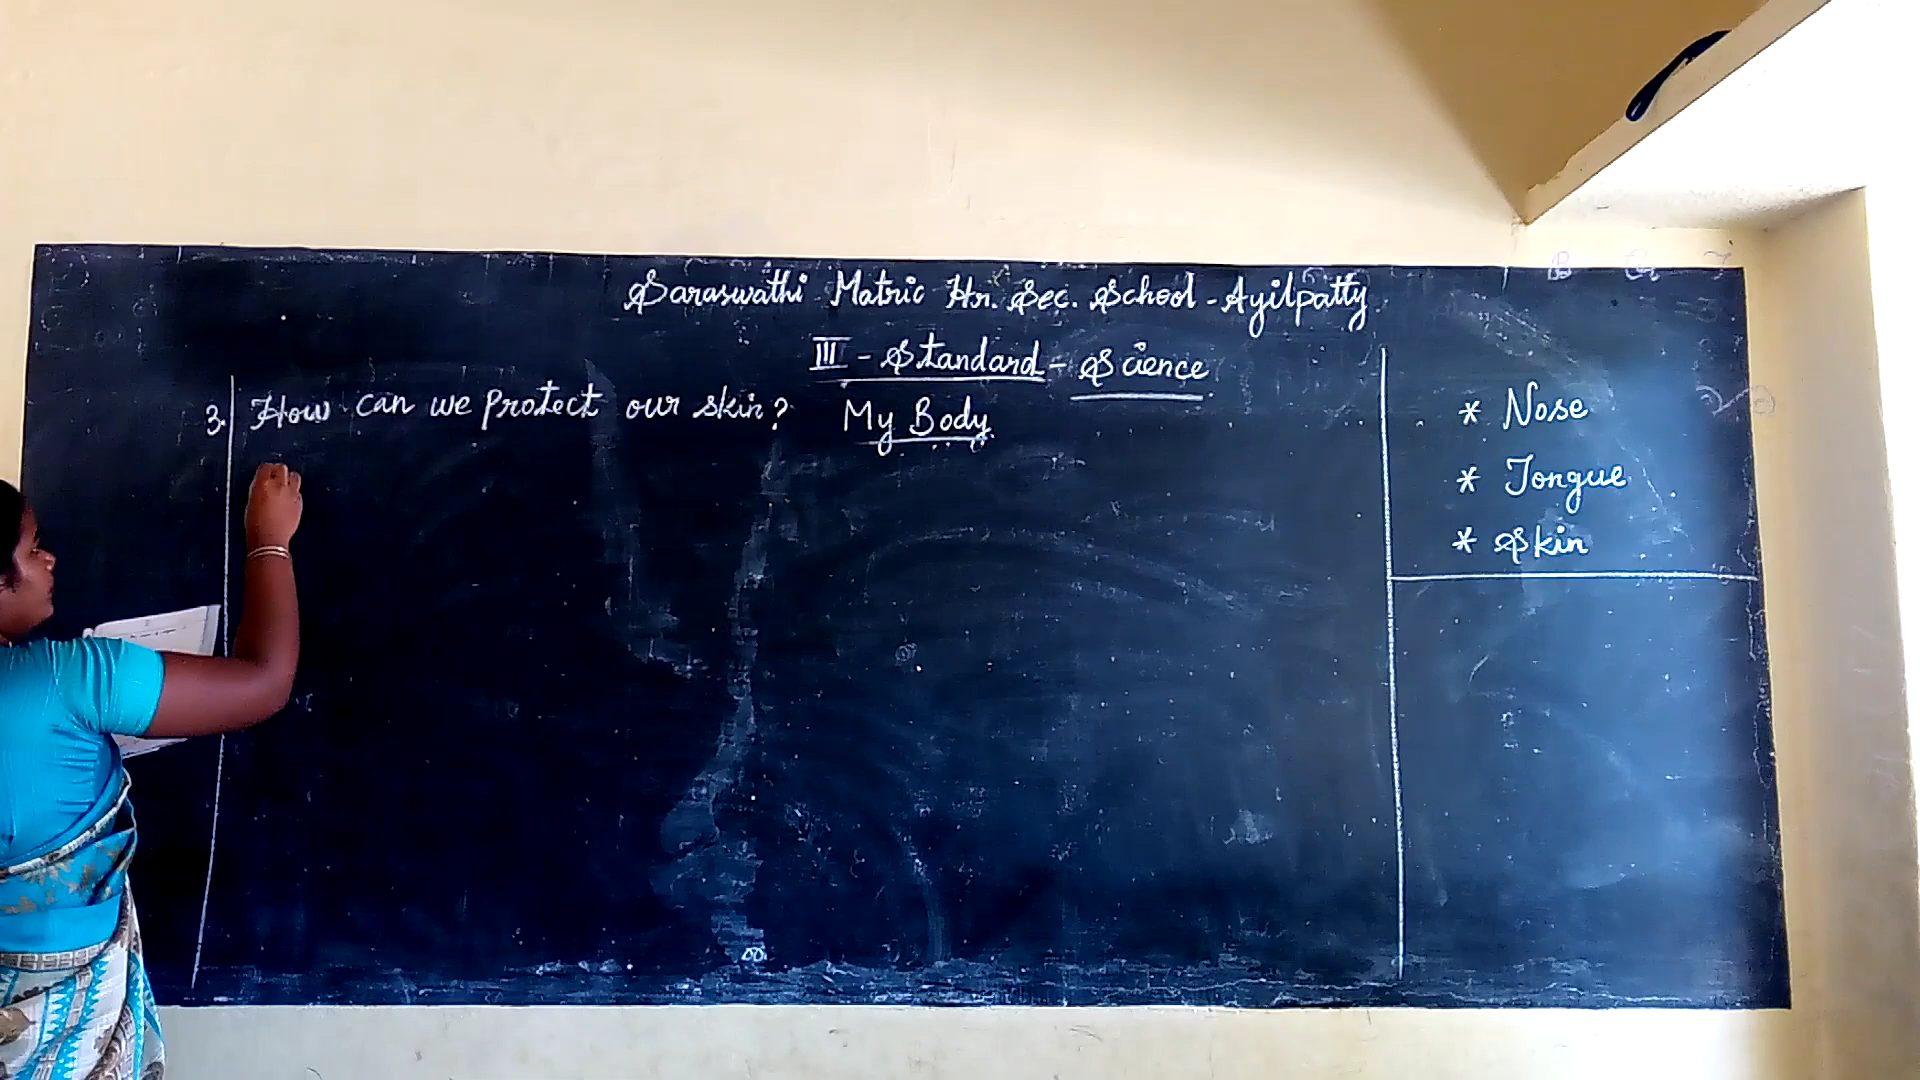 Saraswathi Matric Hr. Sec. School - Ayilpatty
III - Standard - Science
3. How can we protect our skin?
My Body
* Nose
* Tongue
* Skin